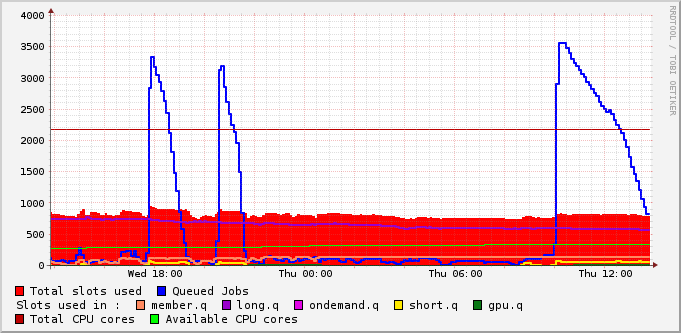 4000
3500
3000
2500
2000
1500
1000
500
0
Wed 18:00 Thu 00:00 Thu 06:00 Thu 12:00
RRDTOOL / TOBI OETIKER
Total slots used Queued Jobs
Slots used in : member.q long.q ondemand.q short.q gpu.q
Total CPU cores Available CPU cores